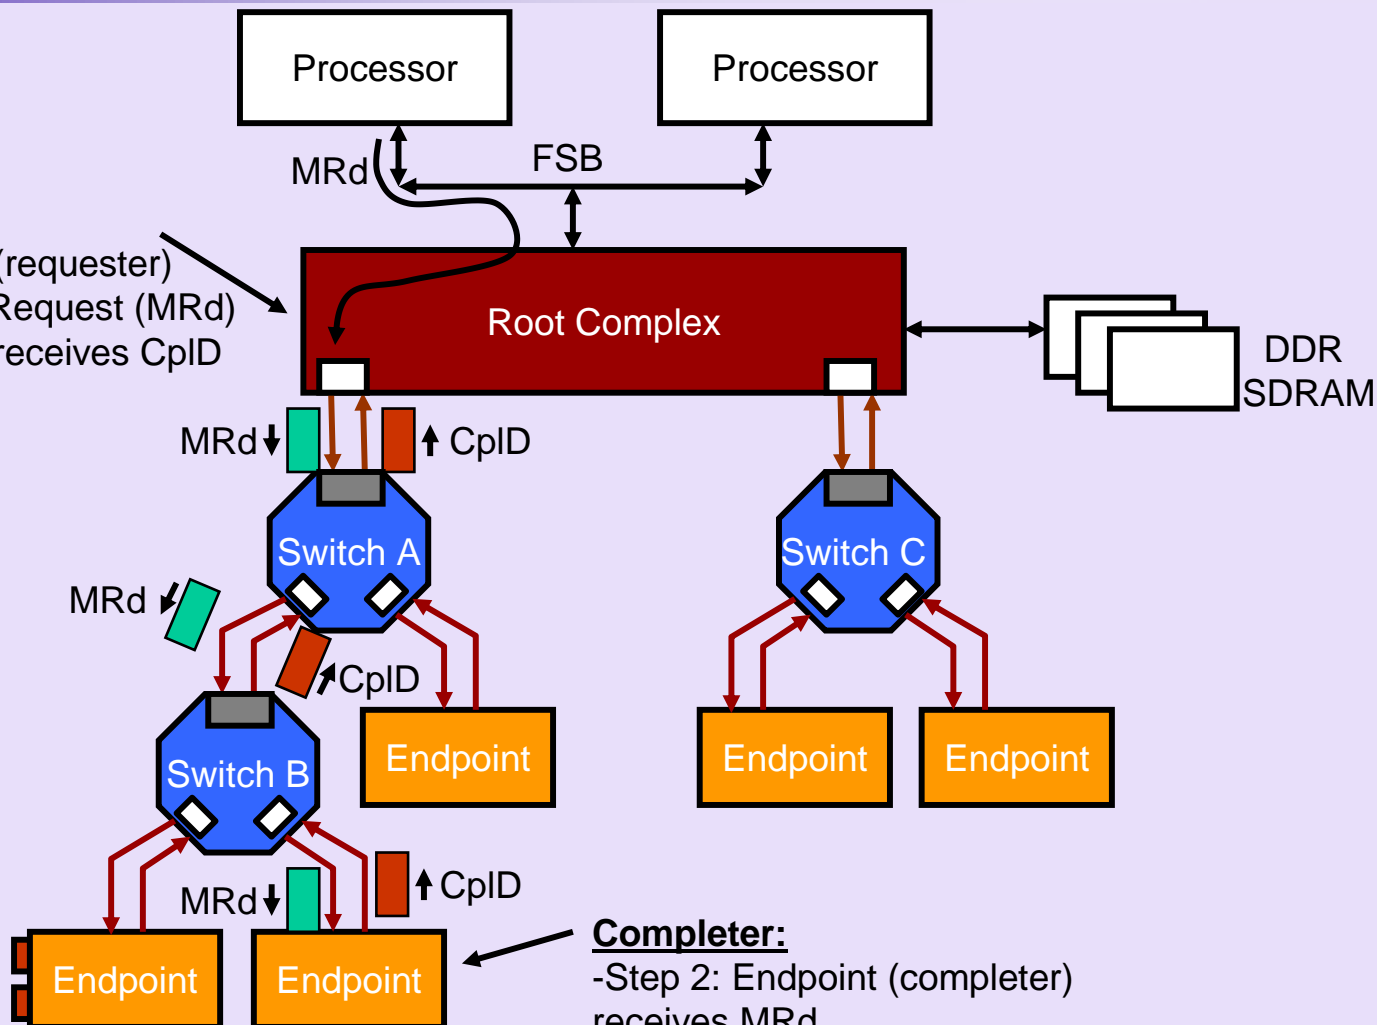 Processor
Processor
MRd
FSB
(requester)
Request (MRd)
receives CplD
Root Complex
DDR
SDRAM
MRd
CplD
Switch A
Switch C
MRd
CplD
Switch B
Endpoint
Endpoint
Endpoint
MRd
CplD
Endpoint
Endpoint
Completer:
-Step 2: Endpoint (completer)
receives MRd